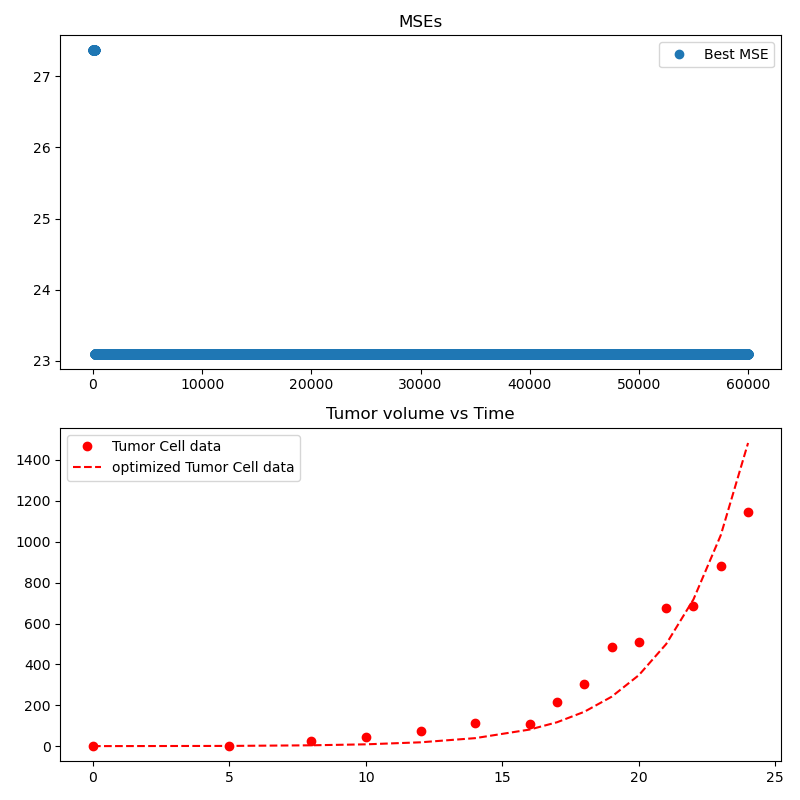 MSEs
Best MSE
27
26
25
24
23
0 10000 20000 30000 40000 50000 60000
Tumor volume vs Time
Tumor Cell data
optimized Tumor Cell data
1400
1200
1000
800
600
400
200
0
0 5 10 15 20 25